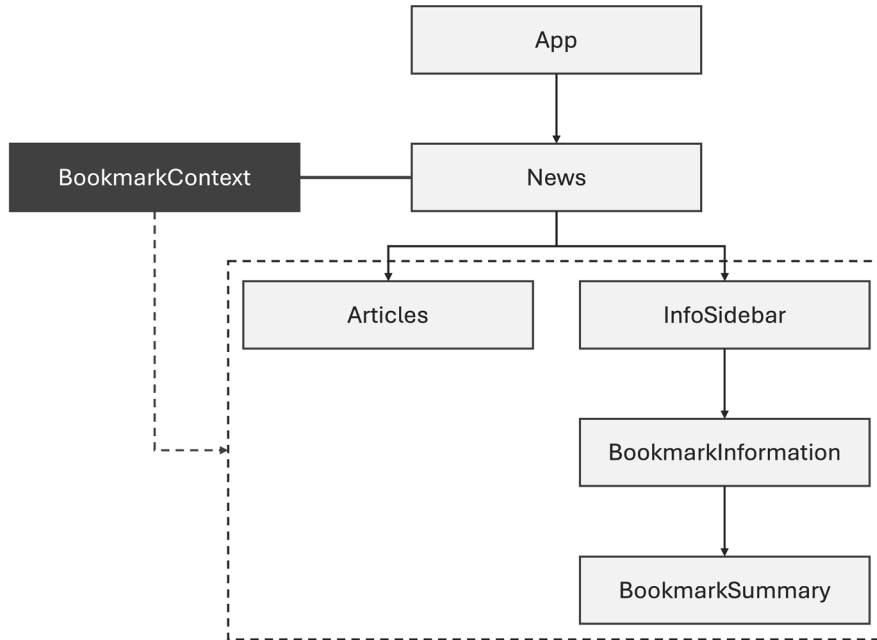 App
BookmarkContext
News
Articles
InfoSidebar
BookmarkInformation
BookmarkSummary